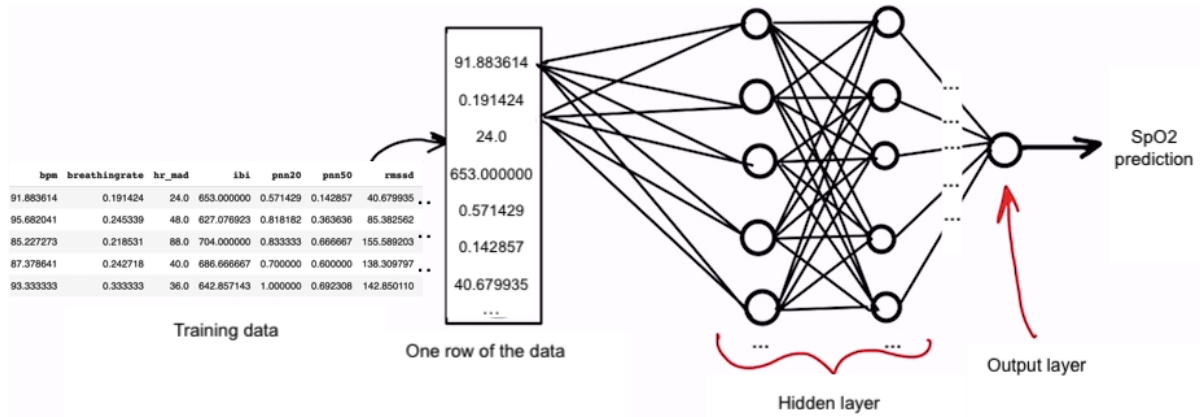 bpm breathingrate hr_mad ibi pnn20 pnn50 rmssd
91.883614 0.191424 24.0 653.000000 0.571429 0.142857 40.679935 ..
95.682041 0.245339 48.0 627.076923 0.818182 0.363636 85.382562
85.227273 0.218531 88.0 704.000000 0.833333 0.666667 155.589203 ..
87.378641 0.242718 40.0 686.666667 0.700000 0.600000 138.309797 ..
93.333333 0.333333 36.0 642.857143 1.000000 0.692308 142.850110
Training data
91.883614
0.191424
24.0
653.000000
0.571429
0.142857
40.679935
...
One row of the data
...
...
Hidden layer
...
...
...
...
...
Output layer
SpO2
prediction